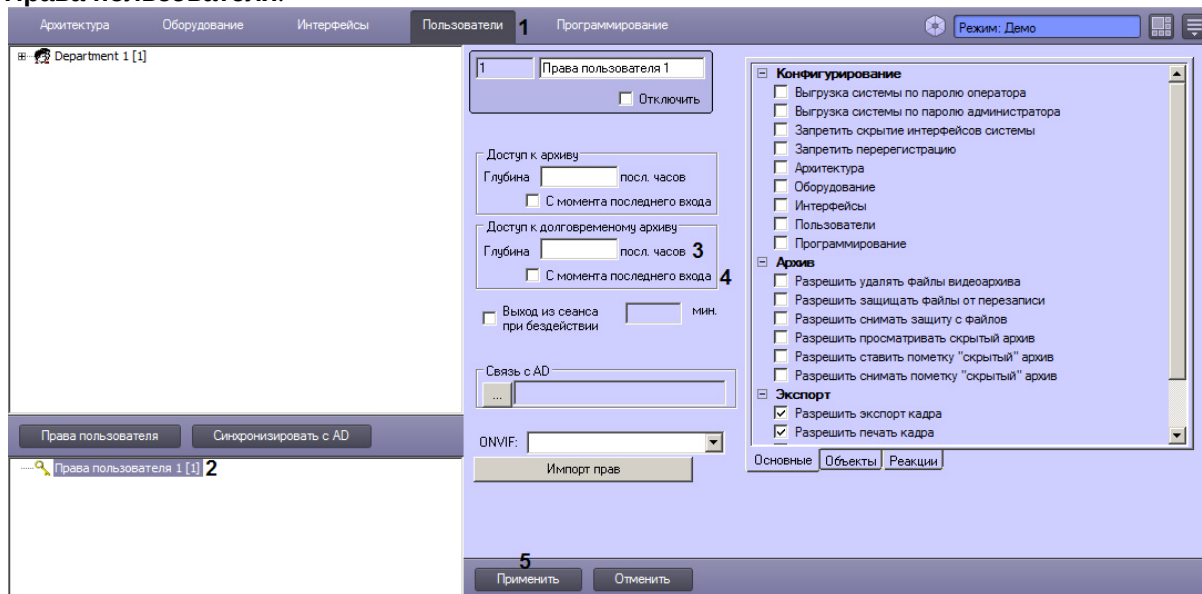 Права пользователя.
Архитектура Оборудование Интерфейсы Пользователи 1 Программирование Режим: Демо
Department 1 [1]
1 Права пользователя 1
Отключить
Доступ к архиву
Глубина посл. часов
С момента последнего входа
Доступ к долговременому архиву
Глубина посл. часов 3
С момента последнего входа 4
Выход из сеанса
при бездействии
мин.
Связь с AD
...
ONVIF:
Импорт прав
Конфигурирование
Выгрузка системы по паролю оператора
Выгрузка системы по паролю администратора
Запретить скрытие интерфейсов системы
Запретить перерегистрацию
Архитектура
Оборудование
Интерфейсы
Пользователи
Программирование
Архив
Разрешить удалять файлы видеоархива
Разрешить защищать файлы от перезаписи
Разрешить снимать защиту с файлов
Разрешить просматривать скрытый архив
Разрешить ставить пометку "скрытый" архив
Разрешить снимать пометку "скрытый" архив
Экспорт
Разрешить экспорт кадра
Разрешить печать кадра
Основные Объекты Реакции
Права пользователя Синхронизировать с AD
Права пользователя 1 [1] 2
5
Применить Отменить